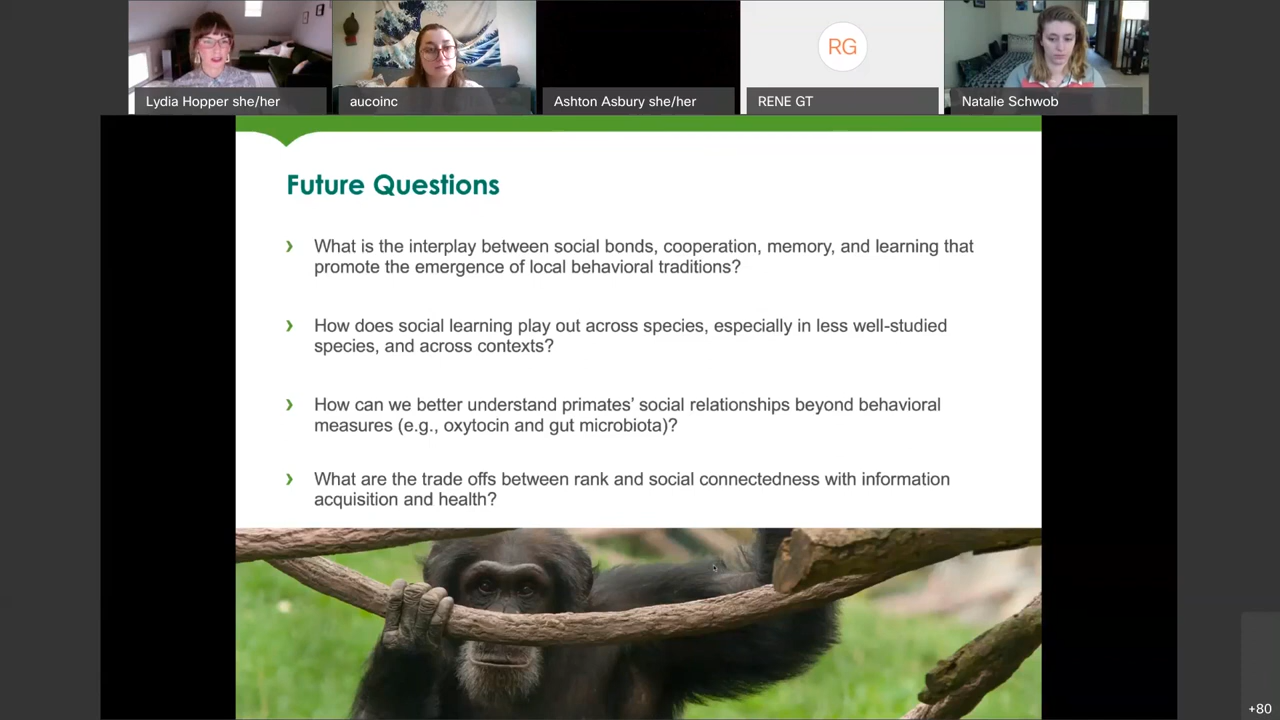 Lydia Hopper she/her
aucoinc
Ashton Asbury she/her
RG
RENE GT
Natalie Schwob
Future Questions
› What is the interplay between social bonds, cooperation, memory, and learning that
promote the emergence of local behavioral traditions?
› How does social learning play out across species, especially in less well-studied
species, and across contexts?
› How can we better understand primates’ social relationships beyond behavioral
measures (e.g., oxytocin and gut microbiota)?
› What are the trade offs between rank and social connectedness with information
acquisition and health?
+80